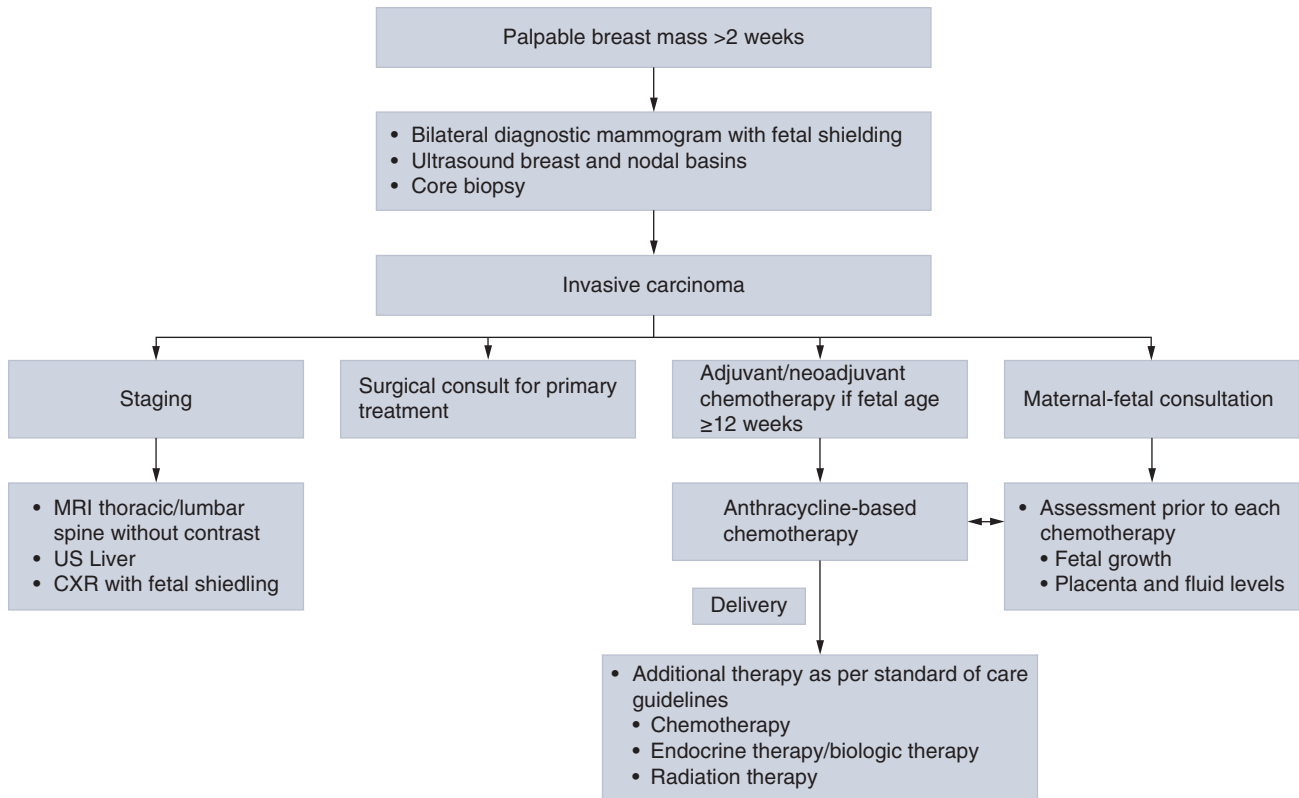 Palpable breast mass >2 weeks
• Bilateral diagnostic mammogram with fetal shielding
• Ultrasound breast and nodal basins
• Core biopsy
Invasive carcinoma
Staging
Surgical consult for primary
treatment
Adjuvant/neoadjuvant
chemotherapy if fetal age
≥12 weeks
Maternal-fetal consultation
• MRI thoracic/lumbar
spine without contrast
• US Liver
• CXR with fetal shiedling
Anthracycline-based
chemotherapy
• Assessment prior to each
chemotherapy
• Fetal growth
• Placenta and fluid levels
Delivery
• Additional therapy as per standard of care
guidelines
• Chemotherapy
• Endocrine therapy/biologic therapy
• Radiation therapy